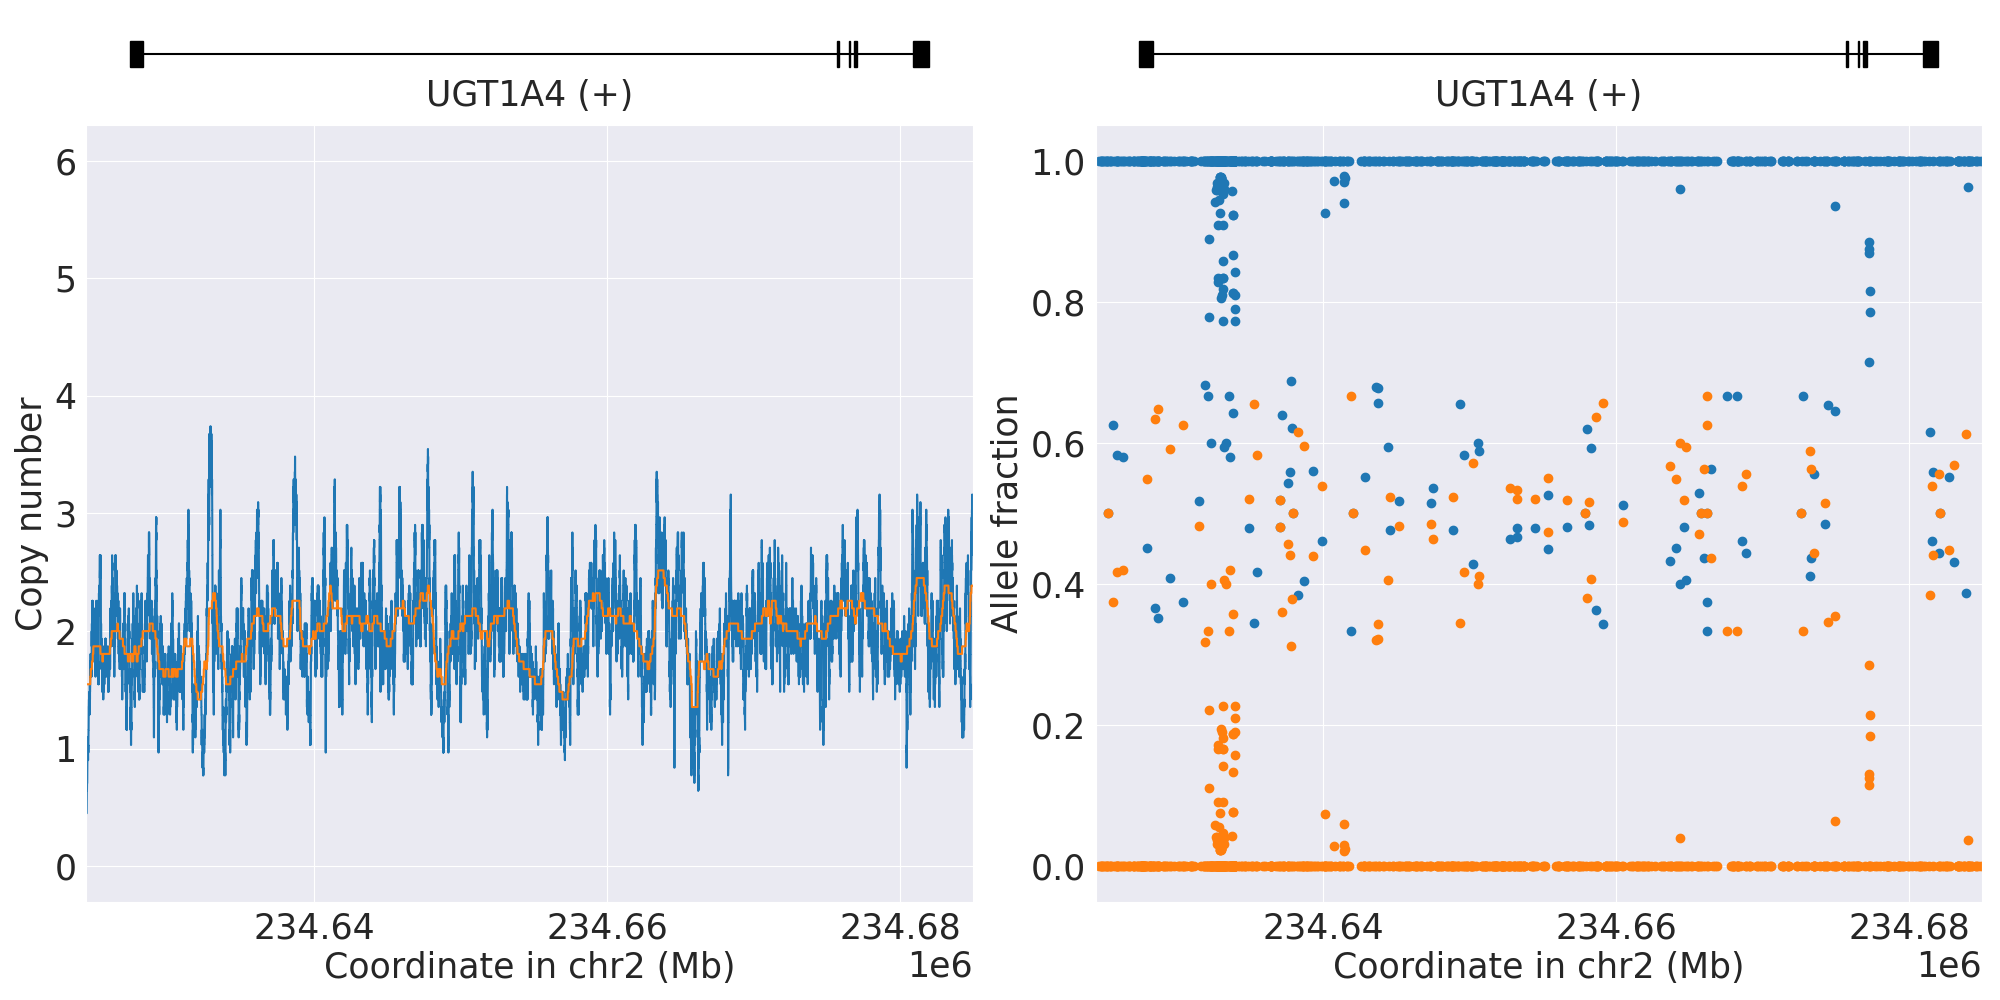 UGT1A4 (+)
6
5
4
3
2
1
0
Copy number
234.64 234.66 234.68
Coordinate in chr2 (Mb)
1e6
UGT1A4 (+)
1.0
0.8
0.6
0.4
0.2
0.0
Allele fraction
234.64 234.66 234.68
Coordinate in chr2 (Mb)
1e6